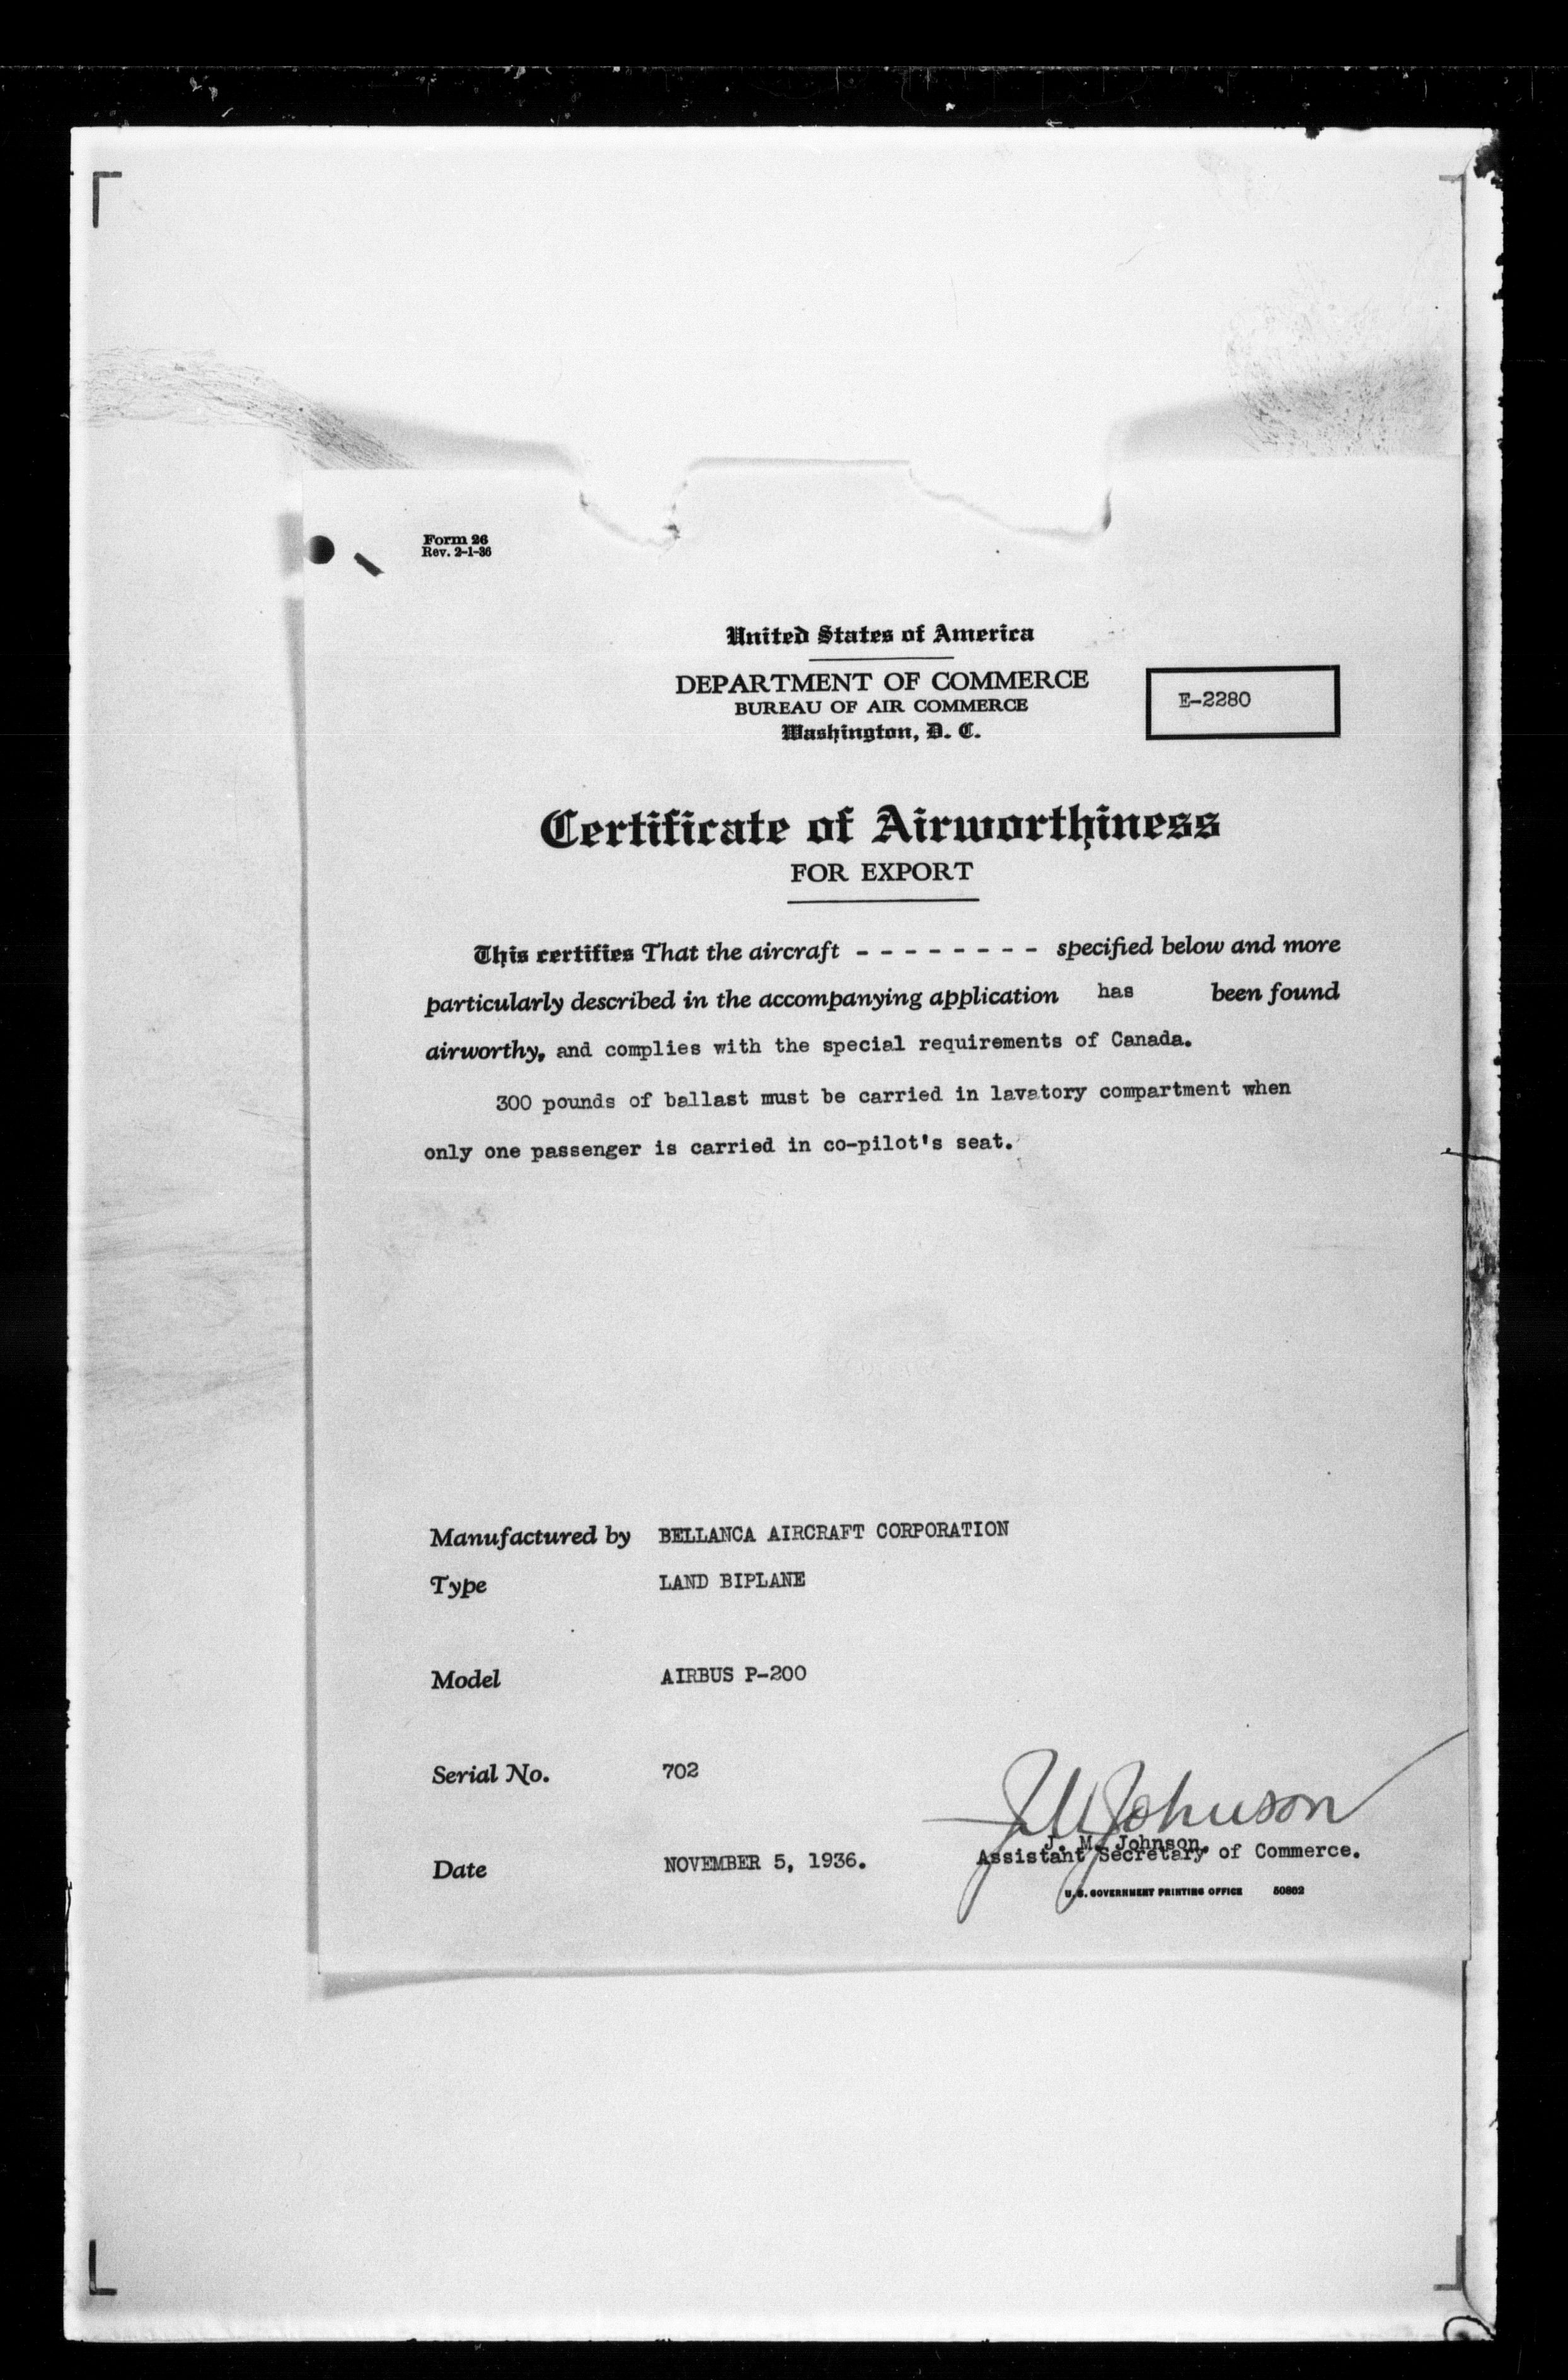 Form 26
Rev. 2-1-36
United States of America
DEPARTMENT OF COMMERCE
BUREAU OF AIR COMMERCE
Washington, D. C.
E-2280
Certificate of Airworthiness
FOR EXPORT
This certifies That the aircraft - - - - - - - - specified below and more
particularly described in the accompanying application has been found
airworthy, and complies with the special requirements of Canada.
300 pounds of ballast must be carried in lavatory compartment when
only one passenger is carried in co-pilot's seat.
Manufactured by BELLANCA AIRCRAFT CORPORATION
Type LAND BIPLANE
Model AIRBUS P-200
Serial No. 702
JM Johnson
J. M. Johnson.
Assistant Secretary of Commerce.
Date NOVEMBER 5, 1936.
U.S. GOVERNMENT PRINTING OFFICE 50802